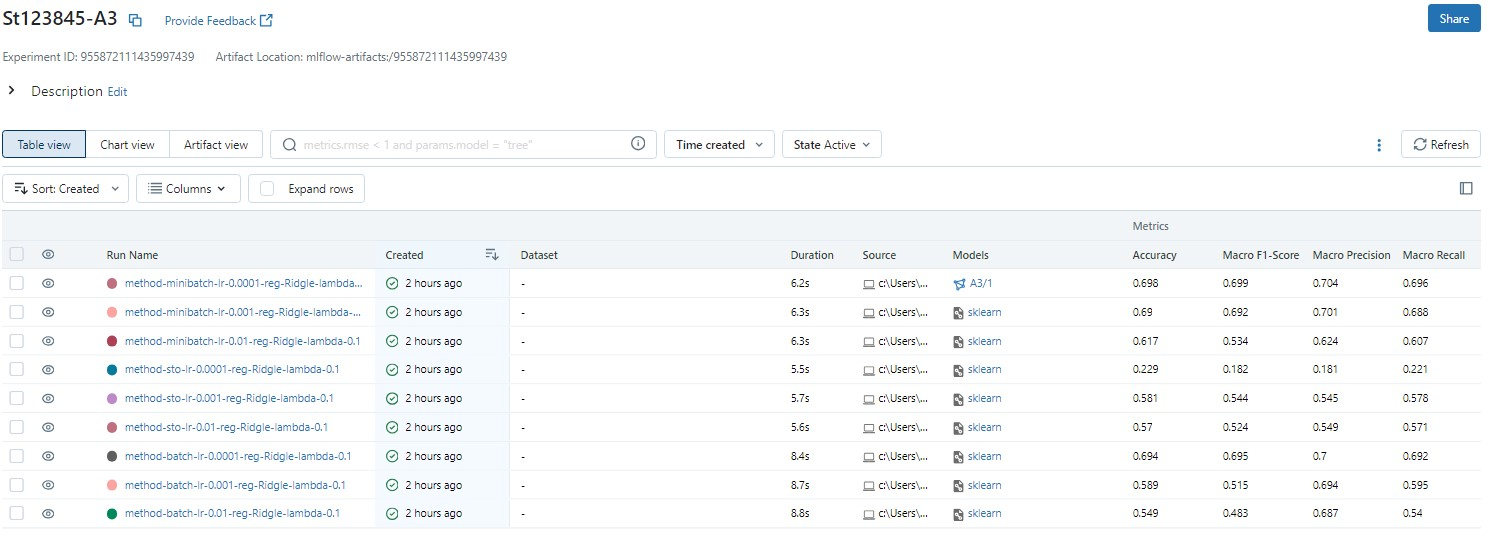 St123845-A3 Provide Feedback Share
Experiment ID: 955872111435997439 Artifact Location: mlflow-artifacts:/955872111435997439
Description Edit
Table view Chart view Artifact view metrics.rmse < 1 and params.model = "tree" Time created State Active Refresh
Sort: Created Columns Expand rows
Metrics
Run Name Created Dataset Duration Source Models Accuracy Macro F1-Score Macro Precision Macro Recall
method-minibatch-lr-0.0001-reg-Ridgle-lambda... 2 hours ago - 6.2s c:\Users\... A3/1 0.698 0.699 0.704 0.696
method-minibatch-lr-0.001-reg-Ridgle-lambda-... 2 hours ago - 6.3s c:\Users\... sklearn 0.69 0.692 0.701 0.688
method-minibatch-lr-0.01-reg-Ridgle-lambda-0.1 2 hours ago - 6.3s c:\Users\... sklearn 0.617 0.534 0.624 0.607
method-sto-lr-0.0001-reg-Ridgle-lambda-0.1 2 hours ago - 5.5s c:\Users\... sklearn 0.229 0.182 0.181 0.221
method-sto-lr-0.001-reg-Ridgle-lambda-0.1 2 hours ago - 5.7s c:\Users\... sklearn 0.581 0.544 0.545 0.578
method-sto-lr-0.01-reg-Ridgle-lambda-0.1 2 hours ago - 5.6s c:\Users\... sklearn 0.57 0.524 0.549 0.571
method-batch-lr-0.0001-reg-Ridgle-lambda-0.1 2 hours ago - 8.4s c:\Users\... sklearn 0.694 0.695 0.7 0.692
method-batch-lr-0.001-reg-Ridgle-lambda-0.1 2 hours ago - 8.7s c:\Users\... sklearn 0.589 0.515 0.694 0.595
method-batch-lr-0.01-reg-Ridgle-lambda-0.1 2 hours ago - 8.8s c:\Users\... sklearn 0.549 0.483 0.687 0.54